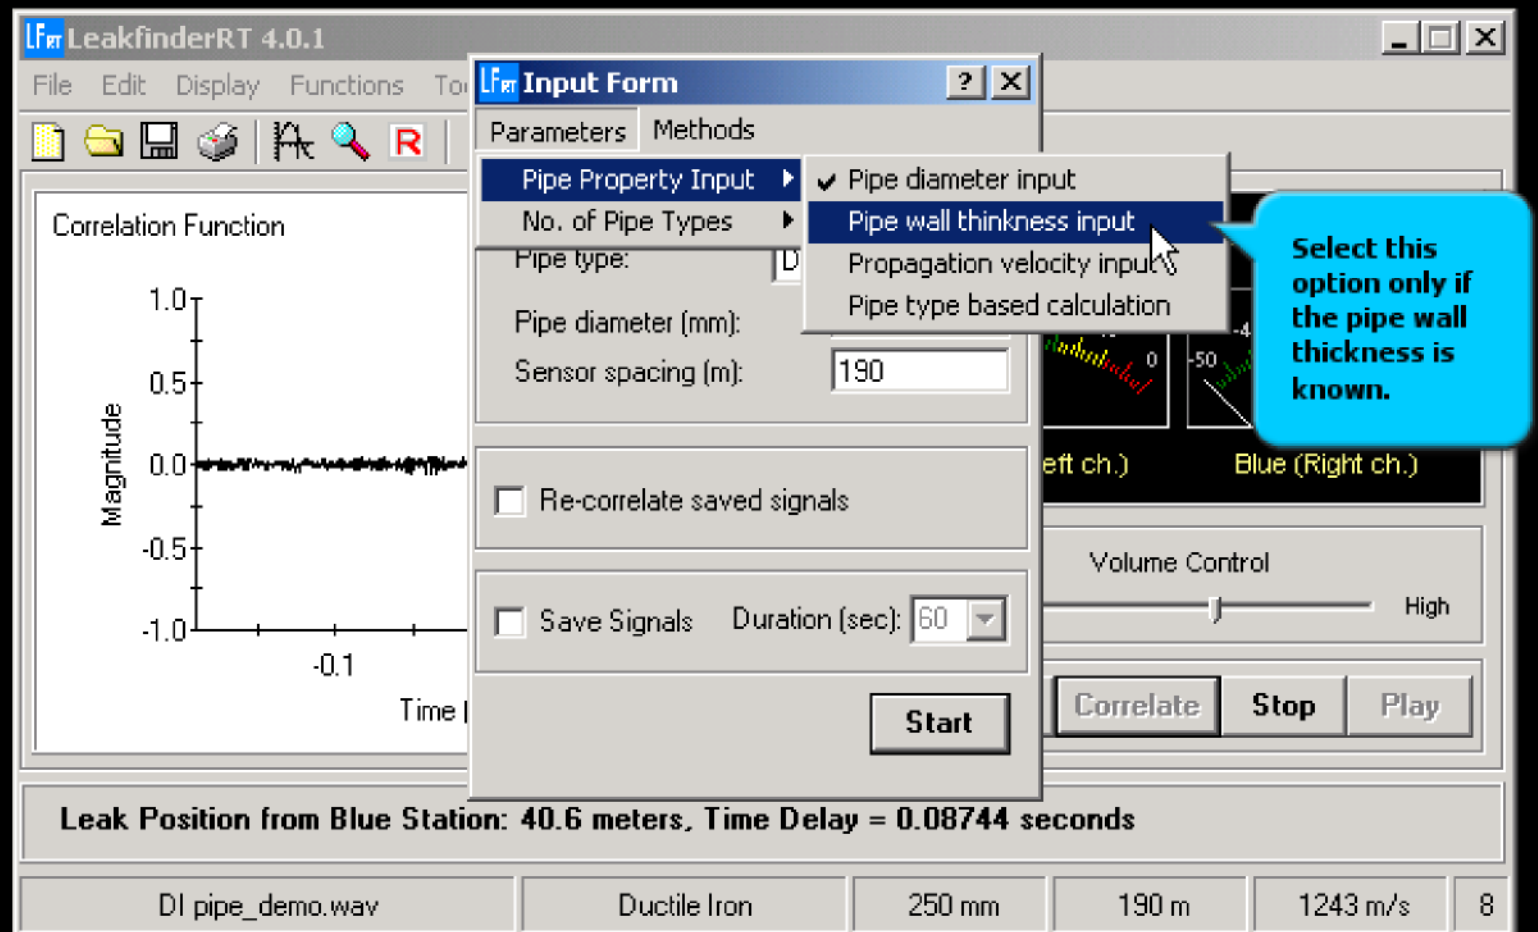 LFRT LeakfinderRT 4.0.1
File Edit Display Functions
LFRT Input Form
Parameters Methods
R
Pipe Property Input
No. of Pipe Types
Pipe diameter input
Pipe wall thinkness input
Propagation velocity input
Pipe type based calculation
Select this
option only if
the pipe wall
thickness is
known.
Correlation Function
Pipe type: D
Pipe diameter (mm):
Sensor spacing (m): 190
1.0
0.5
0.0
-0.5
-1.0
Magnitude
-0.1
Time
0
-50 -4
eft ch.) Blue (Right ch.)
Re-correlate saved signals
Save Signals Duration (sec): 60
Start
Volume Control
High
Correlate Stop Play
Leak Position from Blue Station: 40.6 meters, Time Delay = 0.08744 seconds
DI pipe_demo.wav Ductile Iron 250 mm 190 m 1243 m/s 8